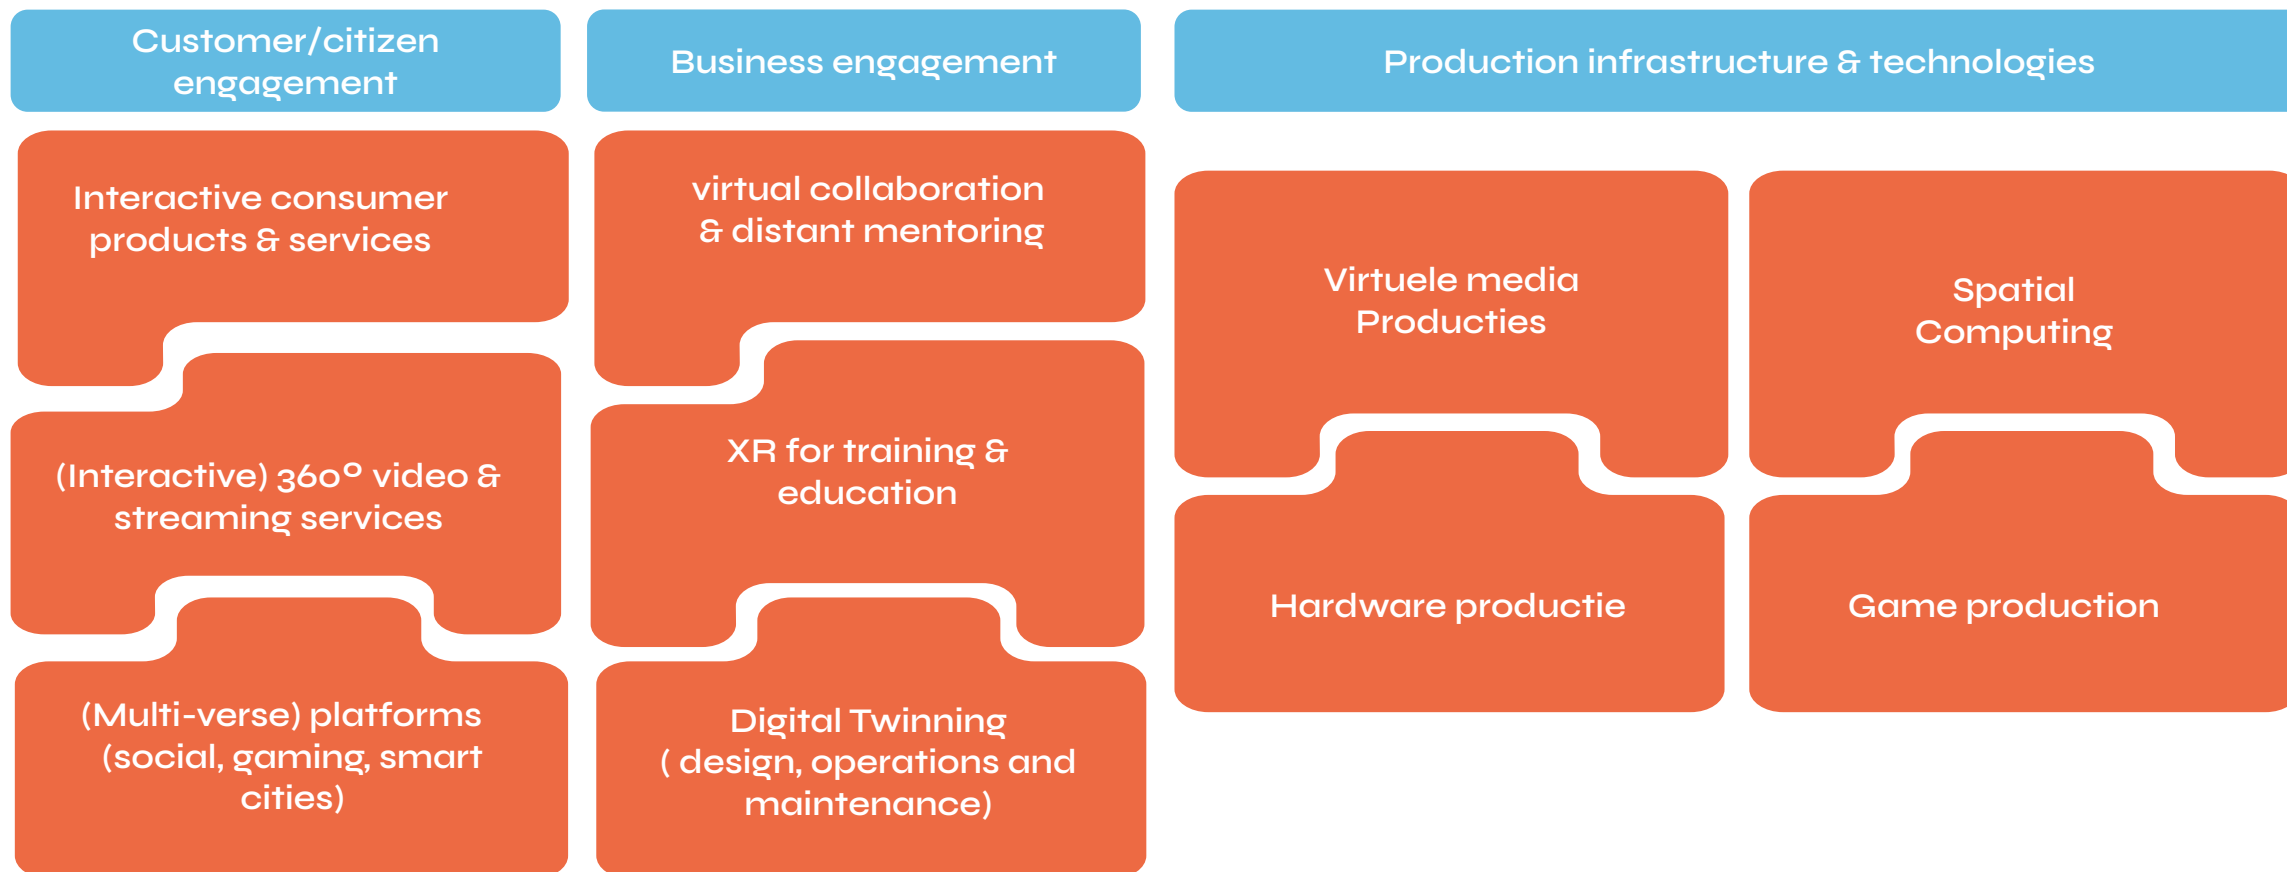 Customer/citizen
engagement
Business engagement
Production infrastructure & technologies
Interactive consumer
products & services
(Interactive) 360° video &
streaming services
(Multi-verse) platforms
(social, gaming, smart
cities)
virtual collaboration
& distant mentoring
XR for training &
education
Digital Twinning
( design, operations and
maintenance)
Virtuele media
Producties
Hardware productie
Spatial
Computing
Game production